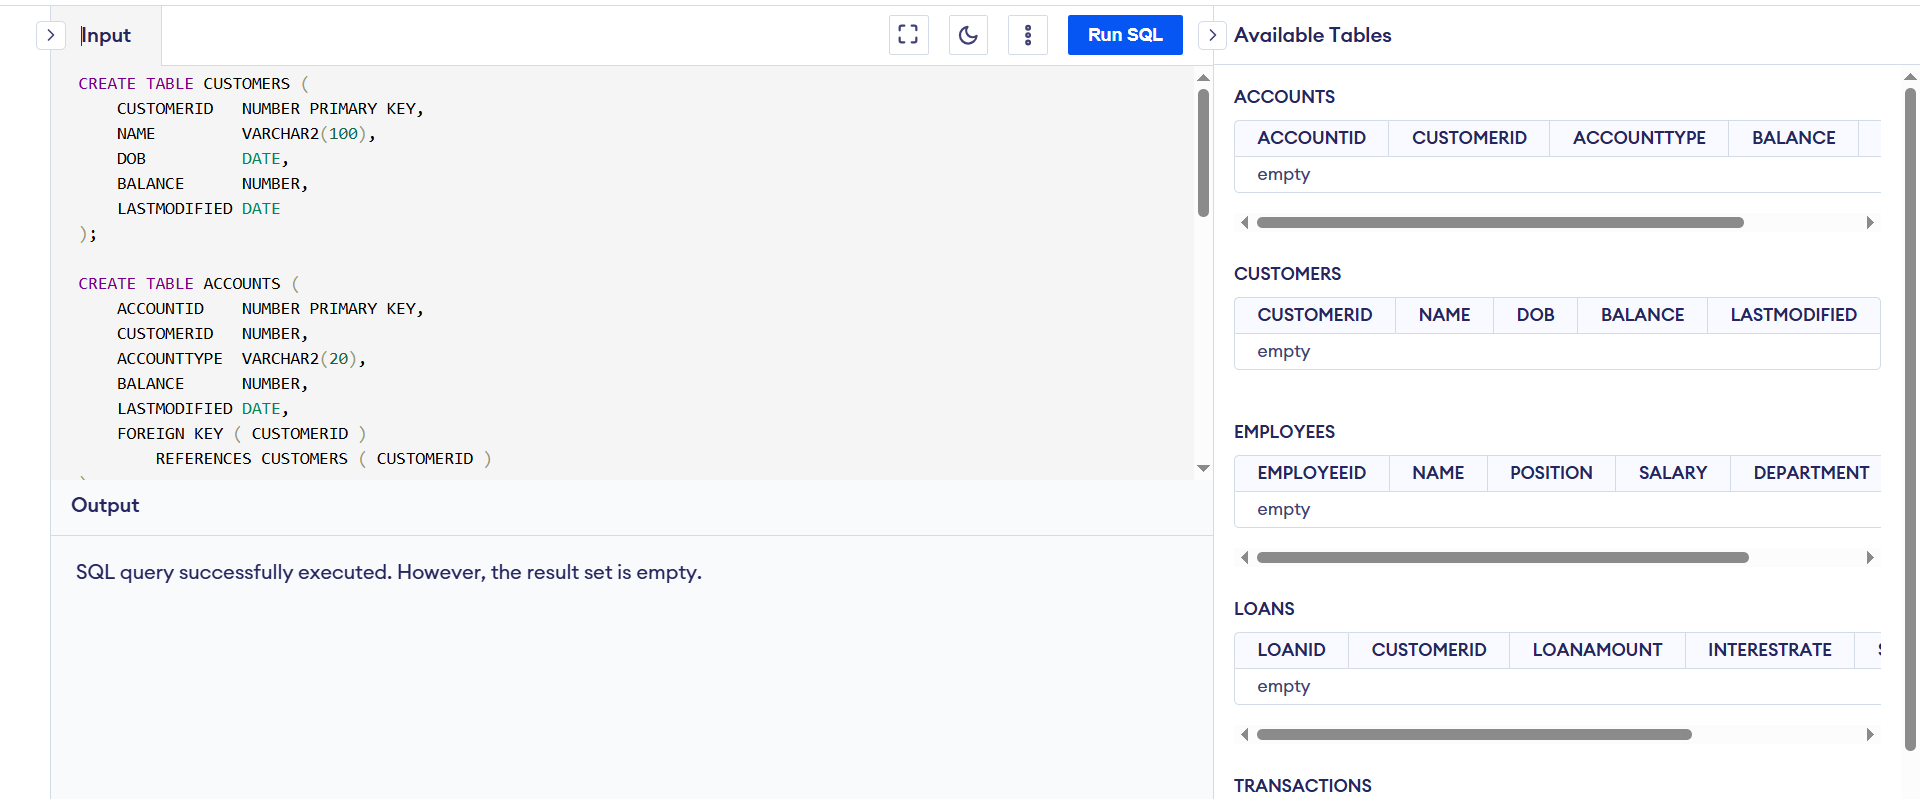 Input
Run SQL
CREATE TABLE CUSTOMERS (
    CUSTOMERID   NUMBER PRIMARY KEY,
    NAME         VARCHAR2(100),
    DOB          DATE,
    BALANCE      NUMBER,
    LASTMODIFIED DATE
);

CREATE TABLE ACCOUNTS (
    ACCOUNTID    NUMBER PRIMARY KEY,
    CUSTOMERID   NUMBER,
    ACCOUNTTYPE  VARCHAR2(20),
    BALANCE      NUMBER,
    LASTMODIFIED DATE,
    FOREIGN KEY ( CUSTOMERID )
        REFERENCES CUSTOMERS ( CUSTOMERID )
Output
SQL query successfully executed. However, the result set is empty.
Available Tables
ACCOUNTS
ACCOUNTID CUSTOMERID ACCOUNTTYPE BALANCE
empty
CUSTOMERS
CUSTOMERID NAME DOB BALANCE LASTMODIFIED
empty
EMPLOYEES
EMPLOYEEID NAME POSITION SALARY DEPARTMENT
empty
LOANS
LOANID CUSTOMERID LOANAMOUNT INTERESTRATE
empty
TRANSACTIONS